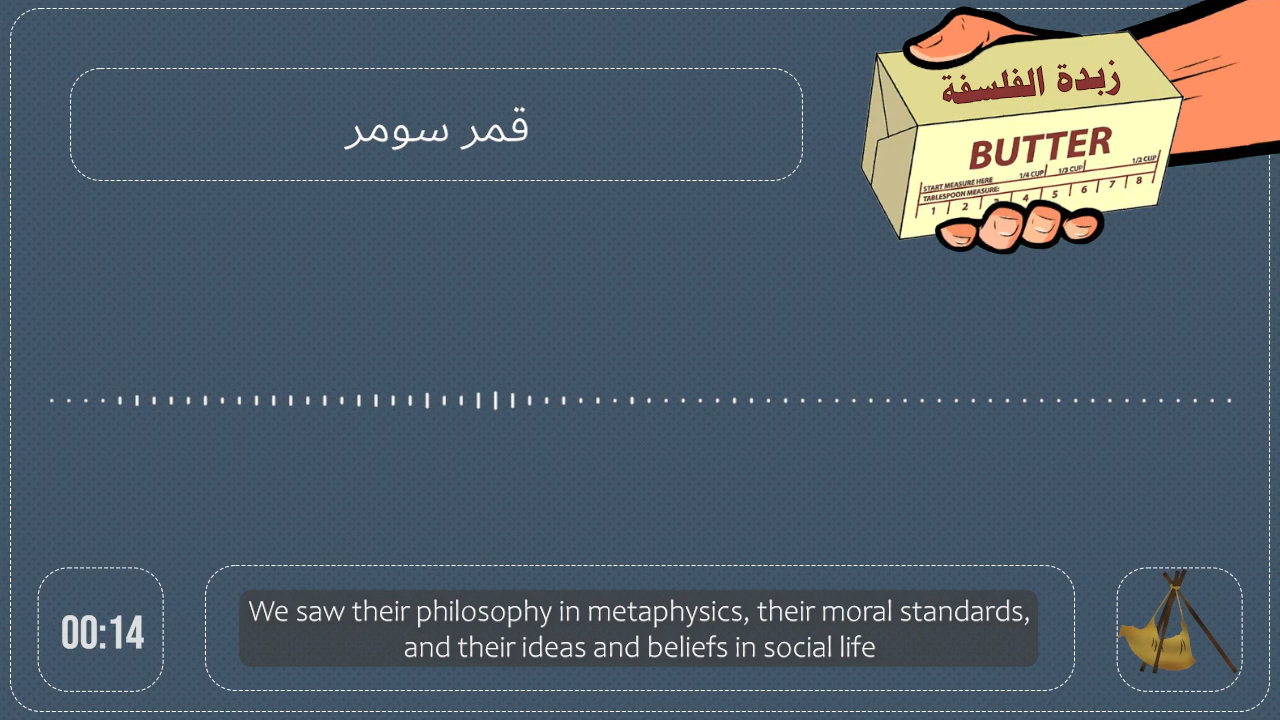 قمر سومر
زبدة الفلسفة
BUTTER
START MEASURE HERE 1/4 CUP 1/3 CUP 1/2 CUP
TABLESPOON MEASURE:
1 2 3 4 5 6 7 8
00:14
We saw their philosophy in metaphysics, their moral standards,
and their ideas and beliefs in social life